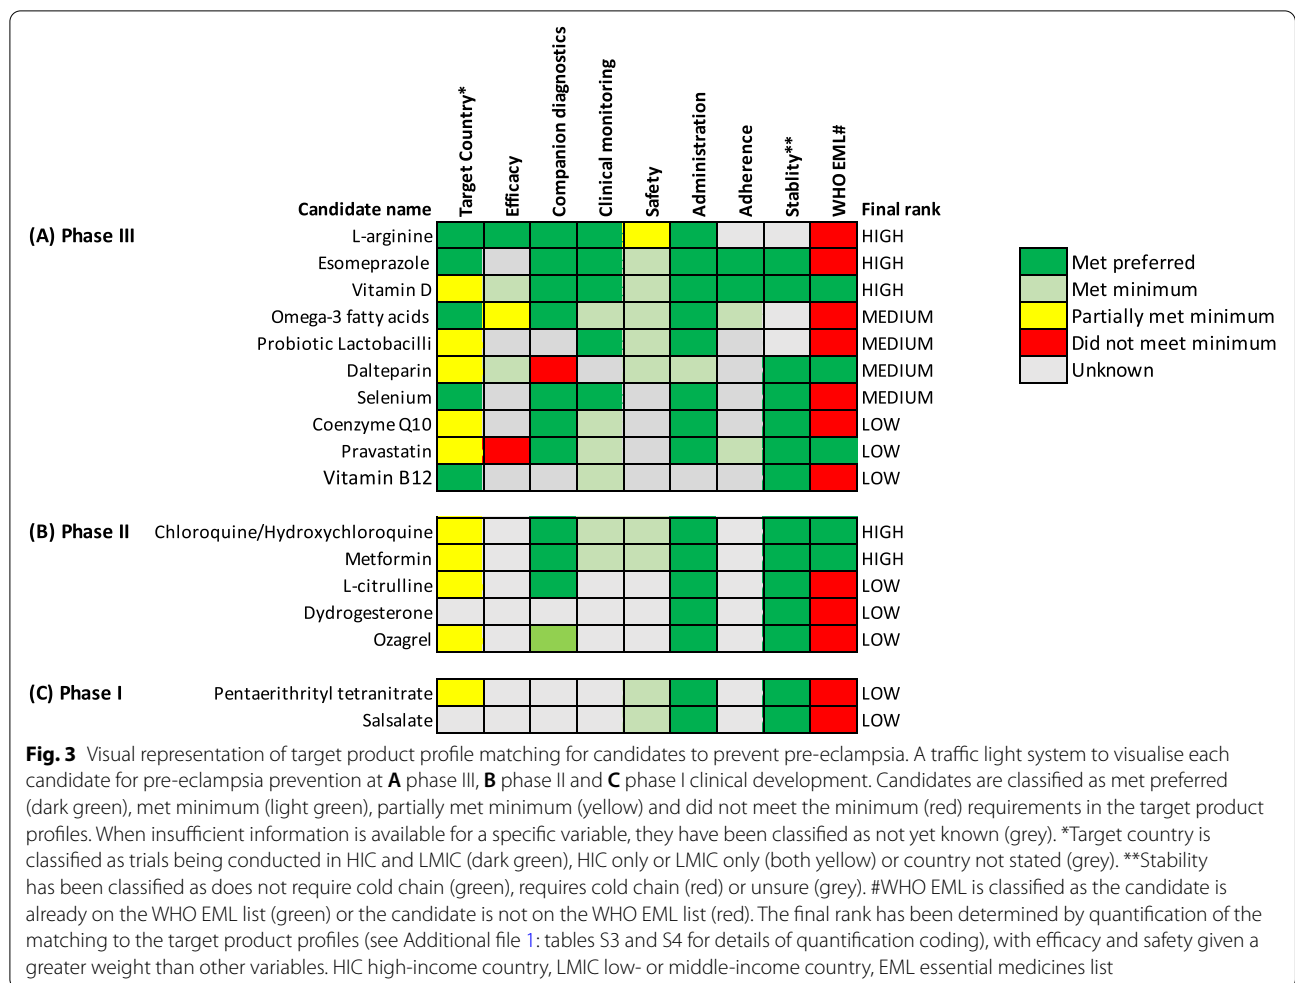 Target Country*
Efficacy
Companion diagnostics
Clinical monitoring
Safety
Administration
Adherence
Stablity**
WHO EML#
Candidate name
Final rank
(A) Phase III
L-arginine HIGH
Esomeprazole HIGH
Vitamin D HIGH
Omega-3 fatty acids MEDIUM
Probiotic Lactobacilli MEDIUM
Dalteparin MEDIUM
Selenium MEDIUM
Coenzyme Q10 LOW
Pravastatin LOW
Vitamin B12 LOW
Met preferred
Met minimum
Partially met minimum
Did not meet minimum
Unknown
(B) Phase II
Chloroquine/Hydroxychloroquine HIGH
Metformin HIGH
L-citrulline LOW
Dydrogesterone LOW
Ozagrel LOW
(C) Phase I
Pentaerithrityl tetranitrate LOW
Salsalate LOW
Fig. 3 Visual representation of target product profile matching for candidates to prevent pre-eclampsia. A traffic light system to visualise each
candidate for pre-eclampsia prevention at A phase III, B phase II and C phase I clinical development. Candidates are classified as met preferred
(dark green), met minimum (light green), partially met minimum (yellow) and did not meet the minimum (red) requirements in the target product
profiles. When insufficient information is available for a specific variable, they have been classified as not yet known (grey). *Target country is
classified as trials being conducted in HIC and LMIC (dark green), HIC only or LMIC only (both yellow) or country not stated (grey). **Stability
has been classified as does not require cold chain (green), requires cold chain (red) or unsure (grey). #WHO EML is classified as the candidate is
already on the WHO EML list (green) or the candidate is not on the WHO EML list (red). The final rank has been determined by quantification of the
matching to the target product profiles (see Additional file 1: tables S3 and S4 for details of quantification coding), with efficacy and safety given a
greater weight than other variables. HIC high-income country, LMIC low- or middle-income country, EML essential medicines list